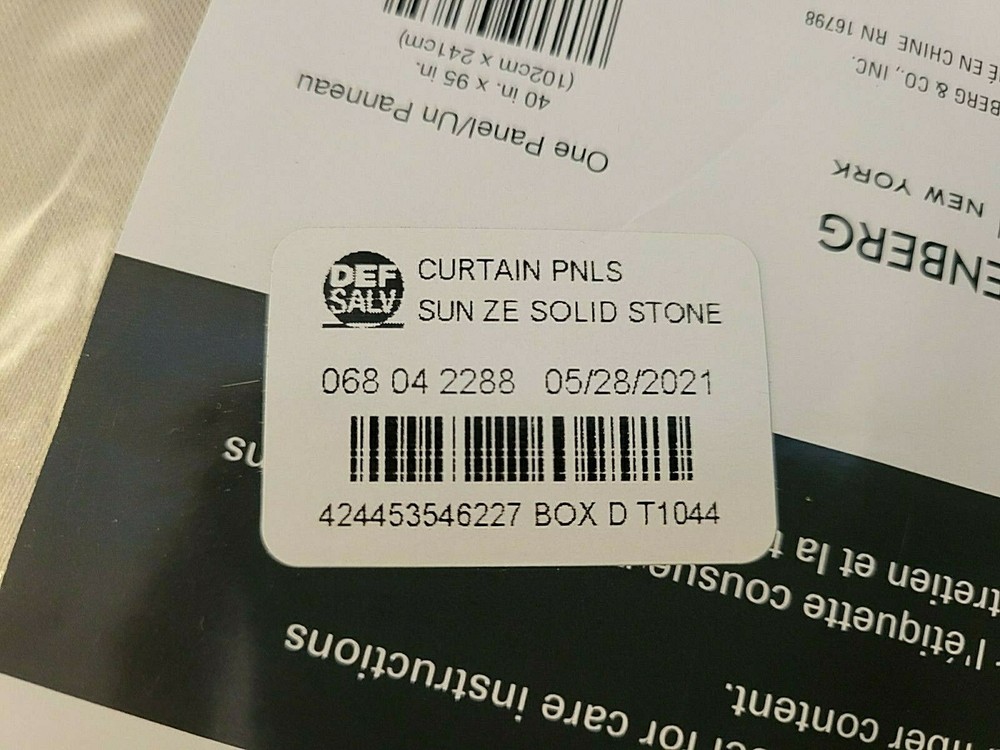 DEF
SALV
CURTAIN PNLS
SUN ZE SOLID STONE
068 04 2288 05/28/2021
424453546227 BOX D T1044
One Panel/Un Panneau
40 in. x 95 in.
(102cm x 241cm)
ENBERG
NEW YORK
BERG & CO., INC.
É EN CHINE RN 16798
for care instructions
content.
l'étiquette cousue
et la